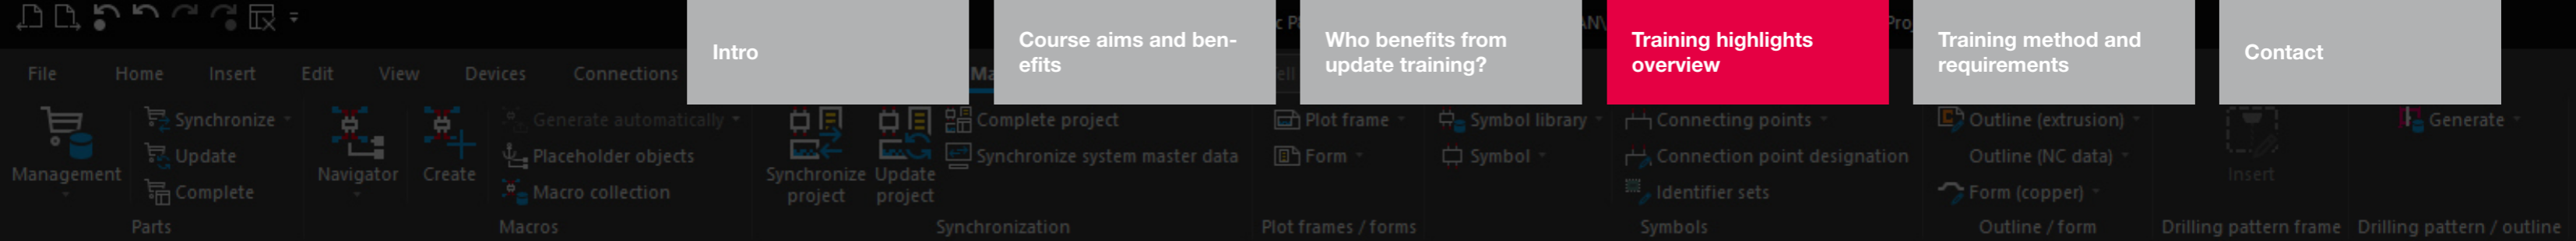 Intro
Course aims and ben-
efits
Who benefits from
update training?
Training highlights
overview
Training method and
requirements
Contact
File Home Insert Edit View Devices Connections
Management
Synchronize
Update
Complete
Parts
Navigator
Create
Generate automatically
Placeholder objects
Macro collection
Macros
Synchronize
project
Update
project
Complete project
Synchronize system master data
Synchronization
Plot frame
Form
Plot frames / forms
Symbol library
Symbol
Connecting points
Connection point designation
Identifier sets
Symbols
Outline (extrusion)
Outline (NC data)
Form (copper)
Outline / form
Insert
Drilling pattern frame
Generate
Drilling pattern / outline